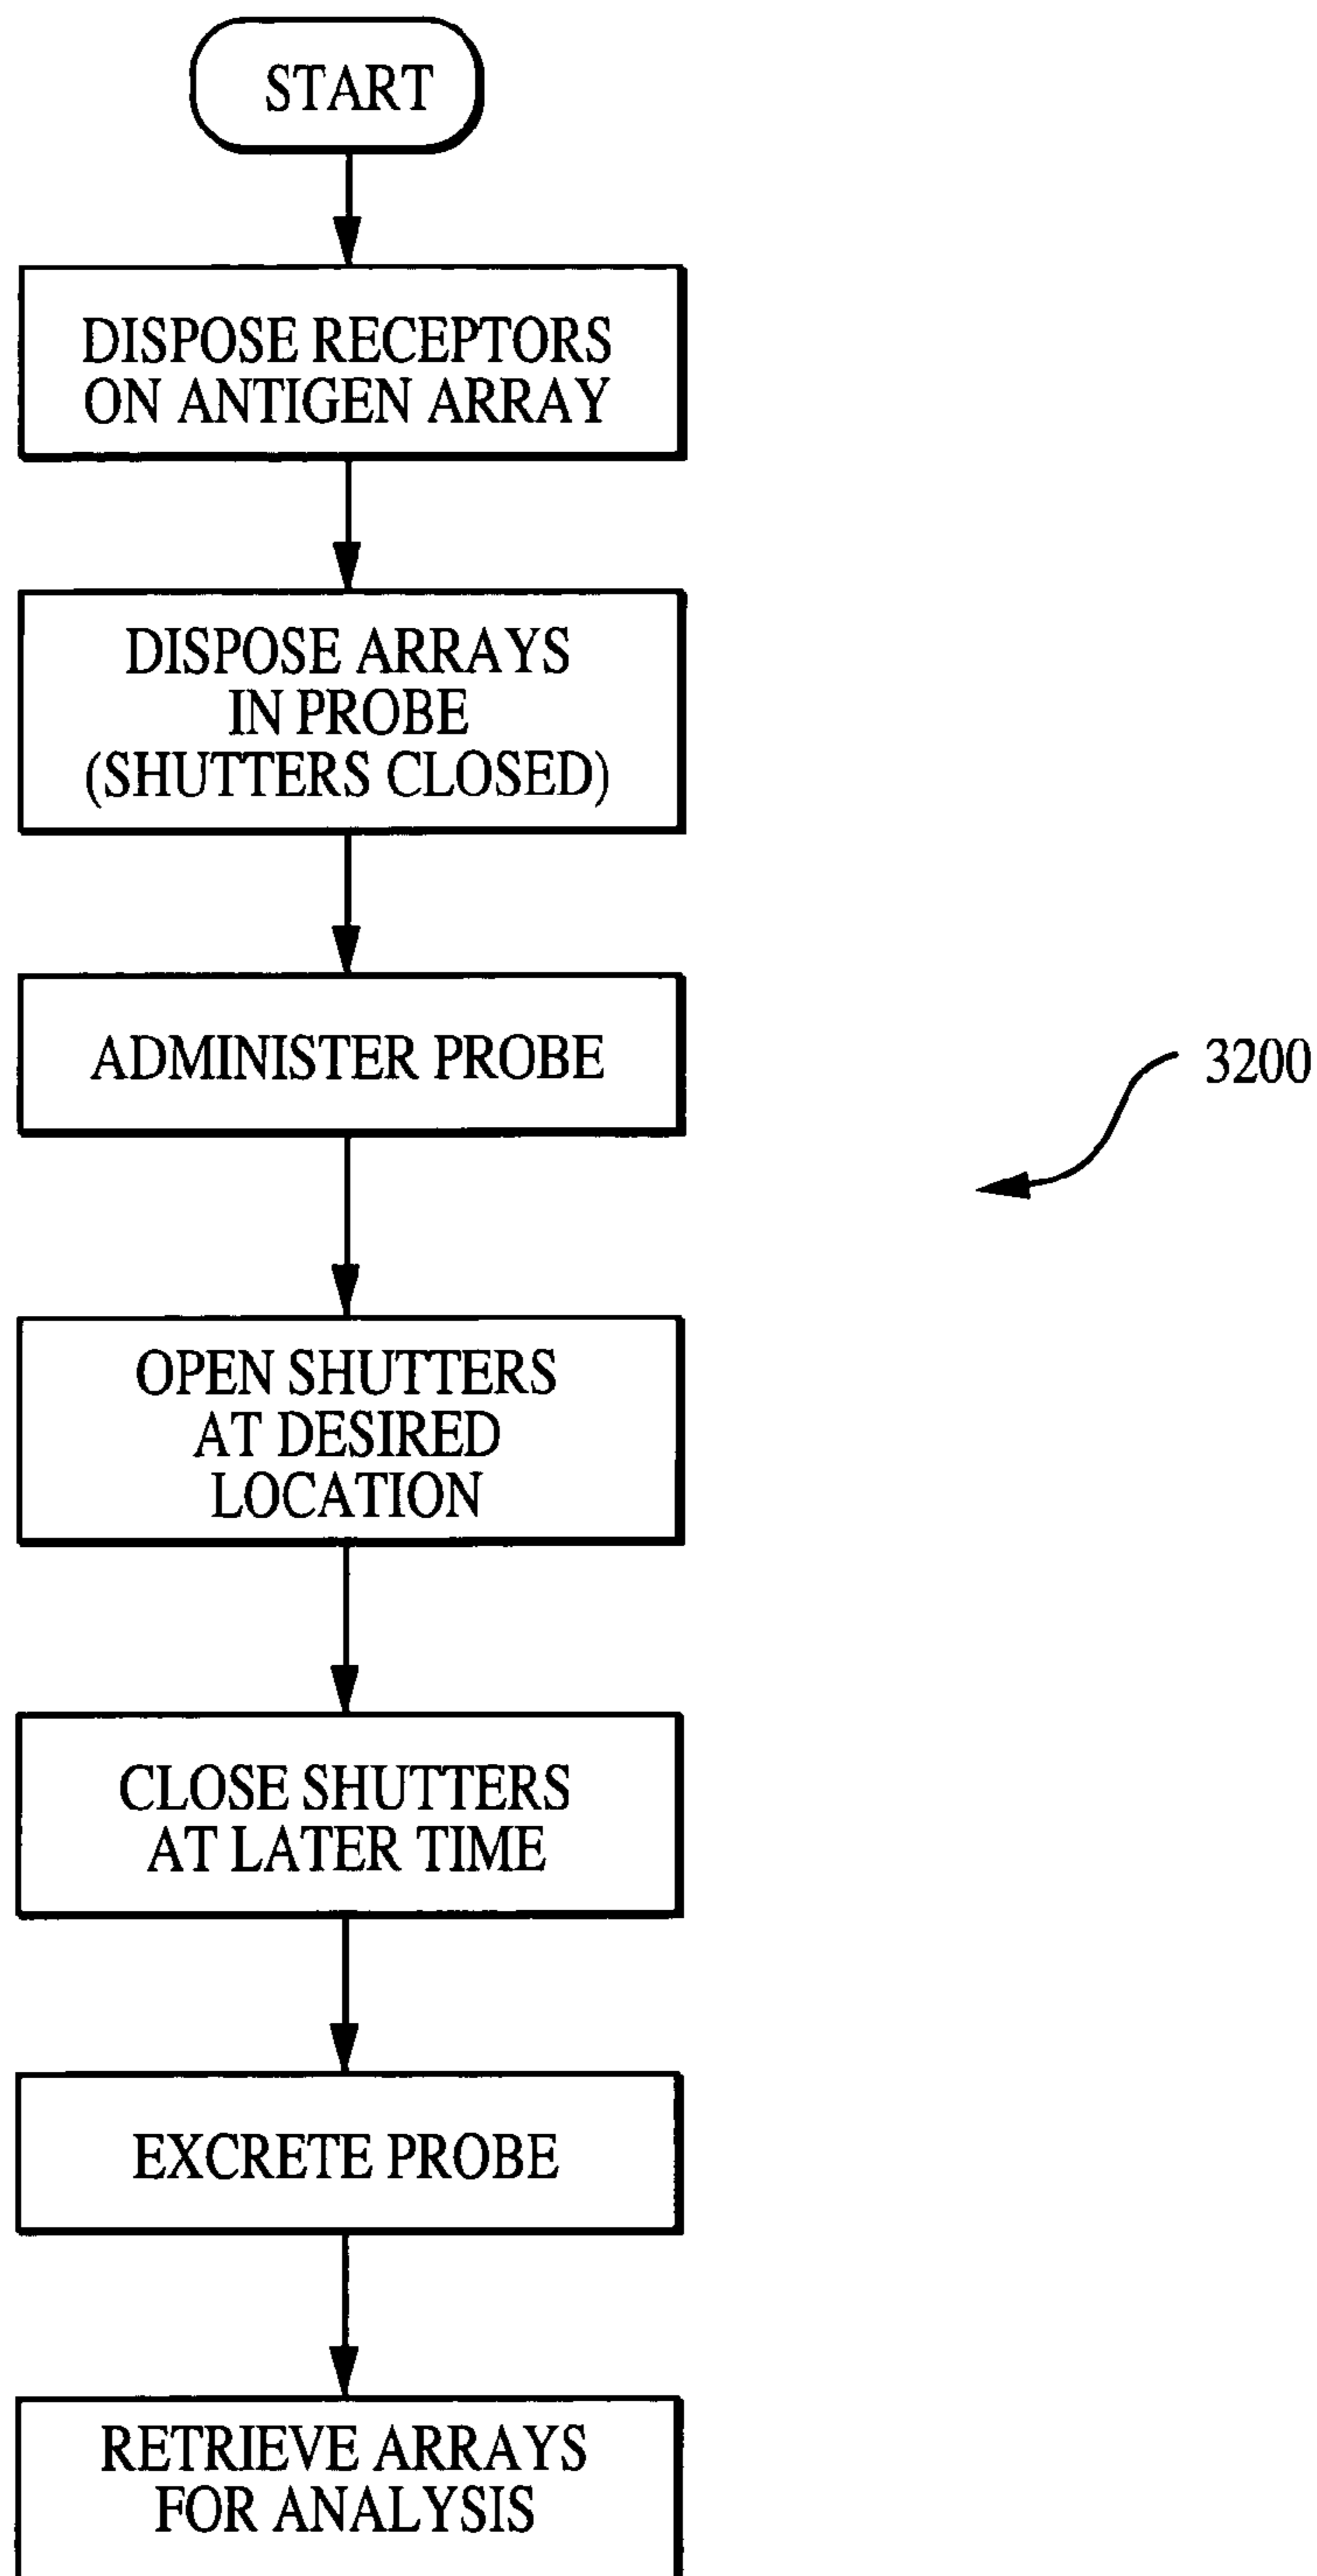 START
DISPOSE RECEPTORS
ON ANTIGEN ARRAY
DISPOSE ARRAYS
IN PROBE
(SHUTTERS CLOSED)
ADMINISTER PROBE
3200
OPEN SHUTTERS
AT DESIRED
LOCATION
CLOSE SHUTTERS
AT LATER TIME
EXCRETE PROBE
RETRIEVE ARRAYS
FOR ANALYSIS